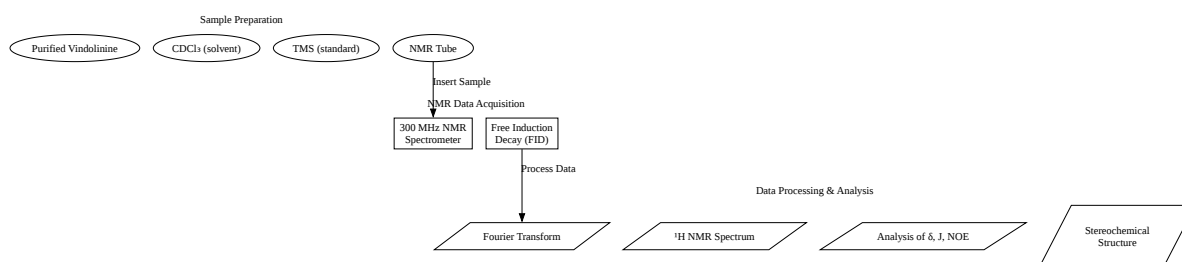 Sample Preparation
Purified Vindolinine
CDCl₃ (solvent)
TMS (standard)
NMR Tube
Insert Sample
NMR Data Acquisition
300 MHz NMR
Spectrometer
Free Induction
Decay (FID)
Process Data
Data Processing & Analysis
Fourier Transform
¹H NMR Spectrum
Analysis of δ, J, NOE
Stereochemical
Structure